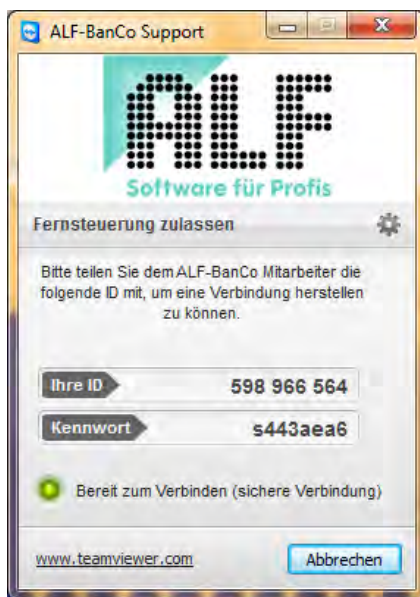 ALF-BanCo Support
ALF
Software für Profis
Fernsteuerung zulassen
Bitte teilen Sie dem ALF-BanCo Mitarbeiter die
folgende ID mit, um eine Verbindung herstellen
zu können.
Ihre ID 598 966 564
Kennwort s443aea6
Bereit zum Verbinden (sichere Verbindung)
www.teamviewer.com Abbrechen